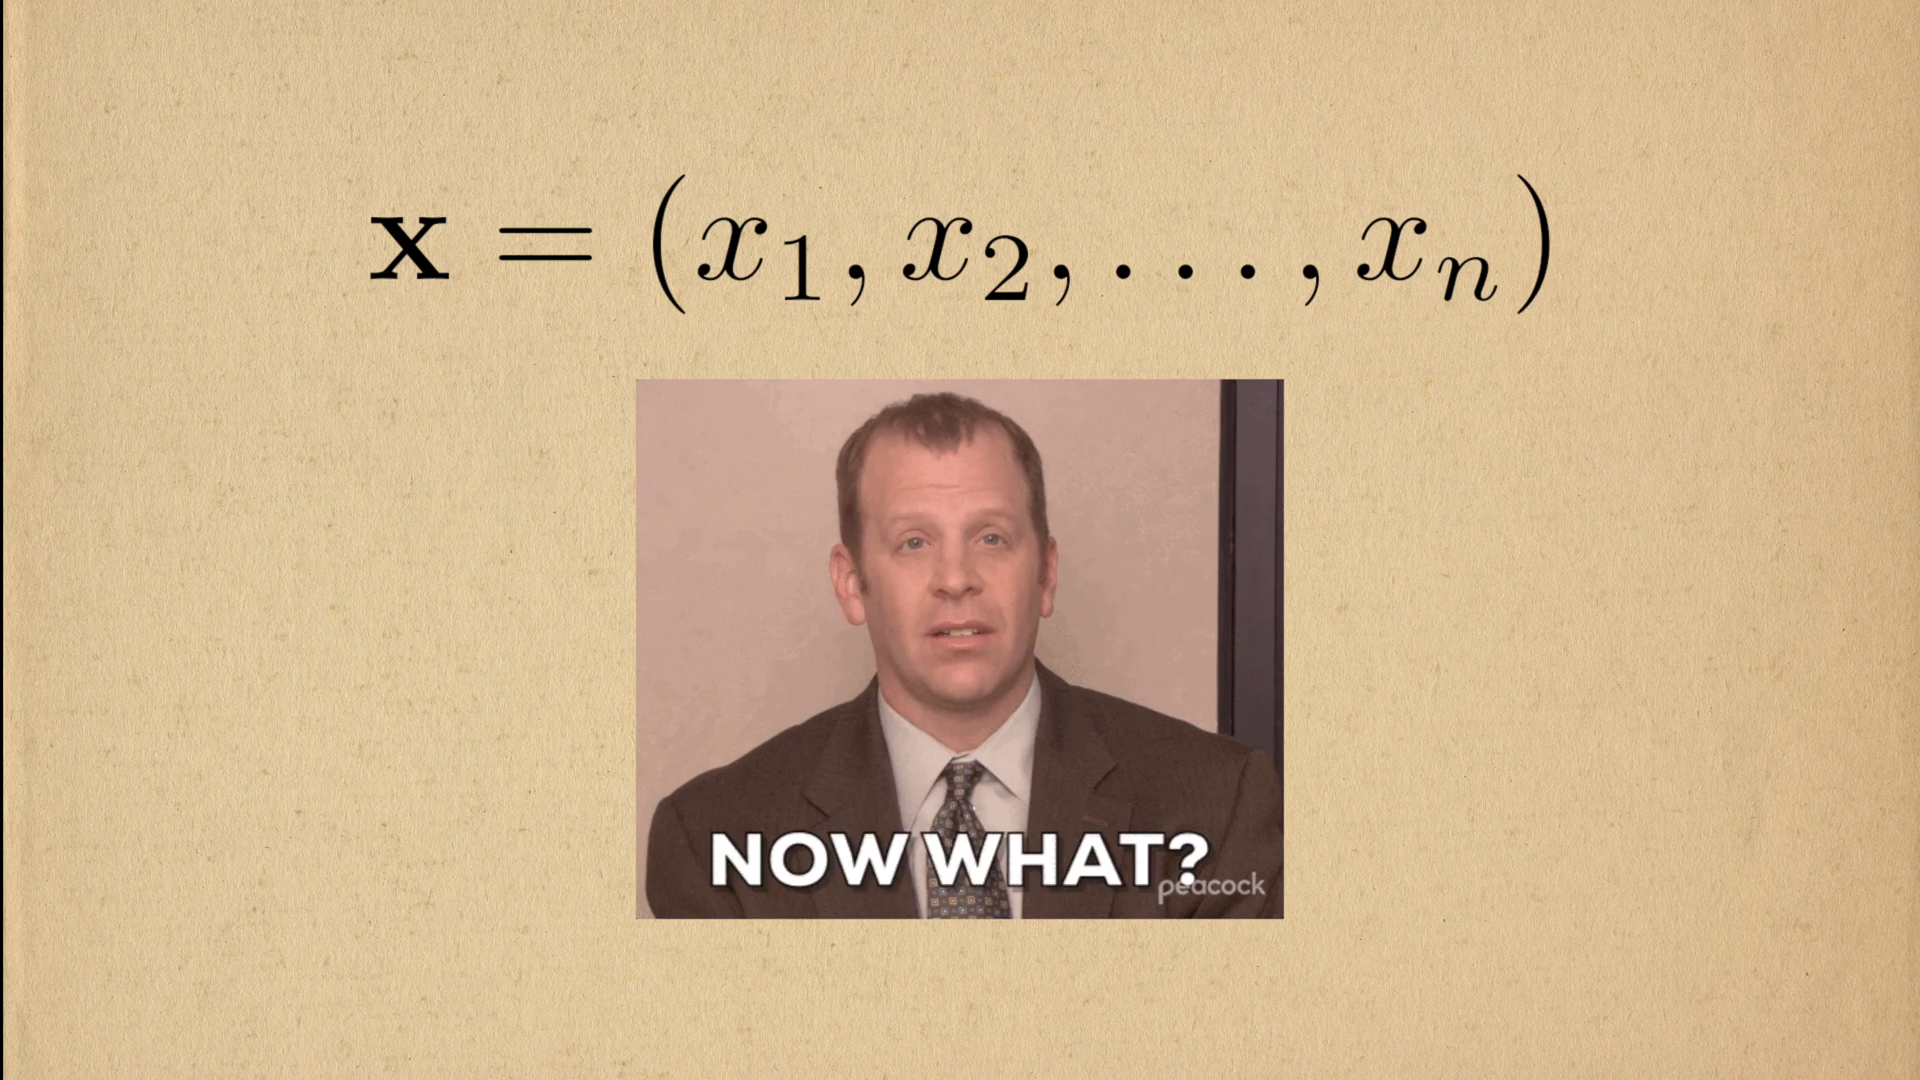 x = (x₁, x₂, . . . , xₙ)
NOW WHAT?
peacock